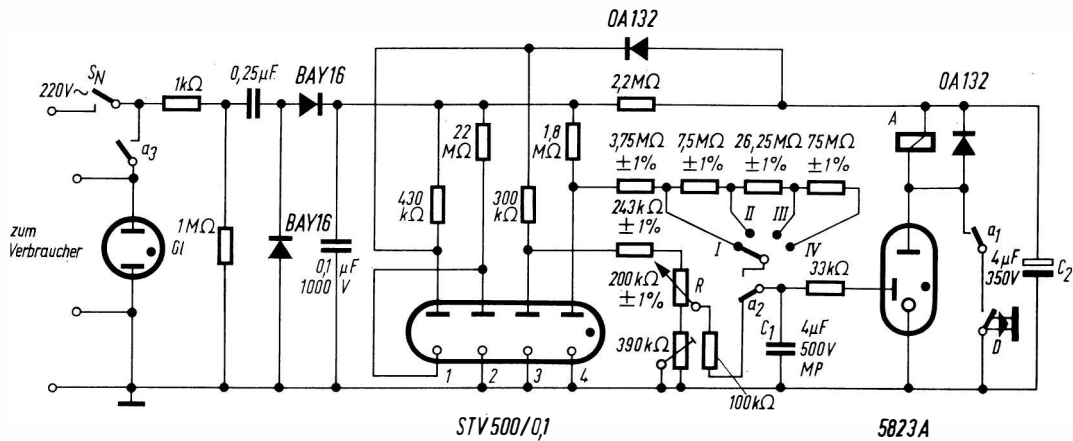 OA132
OA132
220V~
S_N
1kΩ
0,25µF
BAY16
2,2MΩ
A
a3
22
MΩ
1,8
MΩ
3,75MΩ
±1%
7,5MΩ
±1%
26,25MΩ
±1%
75MΩ
±1%
430
kΩ
300
kΩ
243kΩ
±1%
II
III
I
IV
zum
Verbraucher
Gl
1MΩ
BAY16
0,1 µF
1000 V
200kΩ
±1%
R
a2
33kΩ
a1
4µF
350V
C2
D
390kΩ
C1
4µF
500V
MP
100kΩ
1 2 3 4
STV500/0,1
5823A